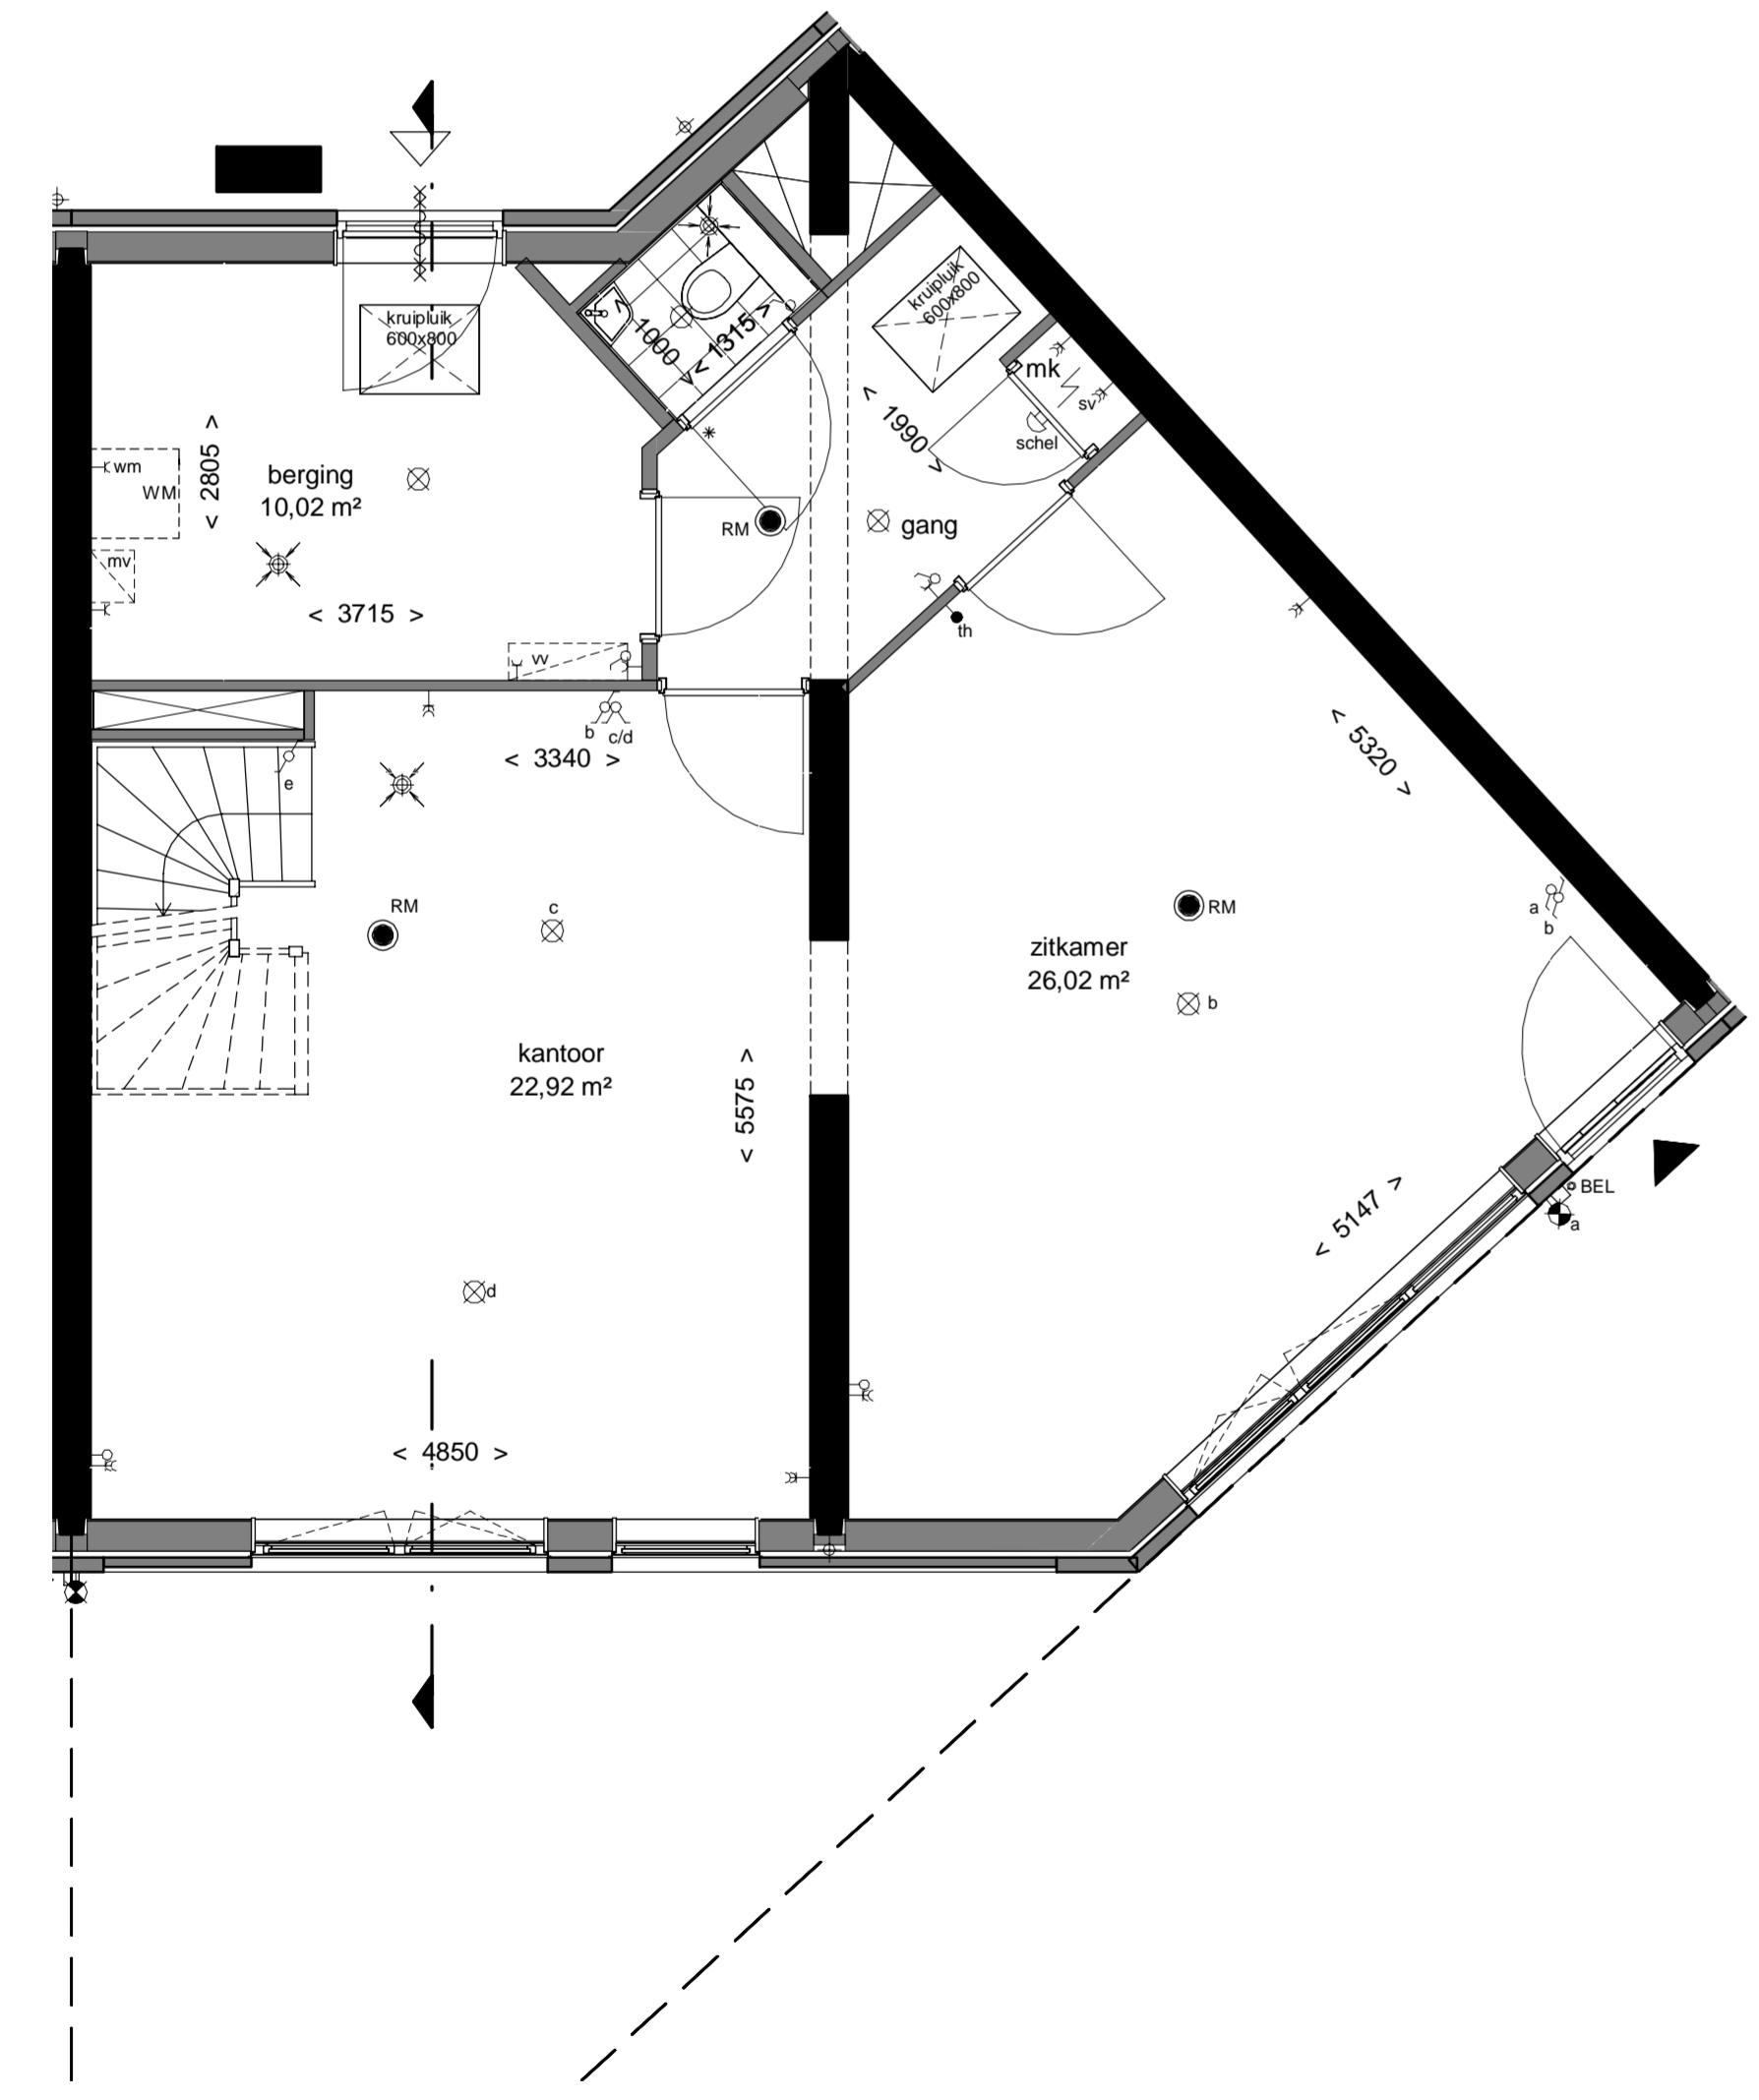 kruipluik
600x800
< 1000 >
< 1315 >
kruipluik
600x800
mk
sv
schel
< 1990 >
< 2805 >
wm
WM
berging
10,02 m²
mv
RM
gang
< 3715 >
th
vv
b
c/d
< 3340 >
e
< 5320 >
RM
c
RM
a
b
zitkamer
26,02 m²
b
kantoor
22,92 m²
< 5575 >
< 5147 >
BEL
a
d
< 4850 >